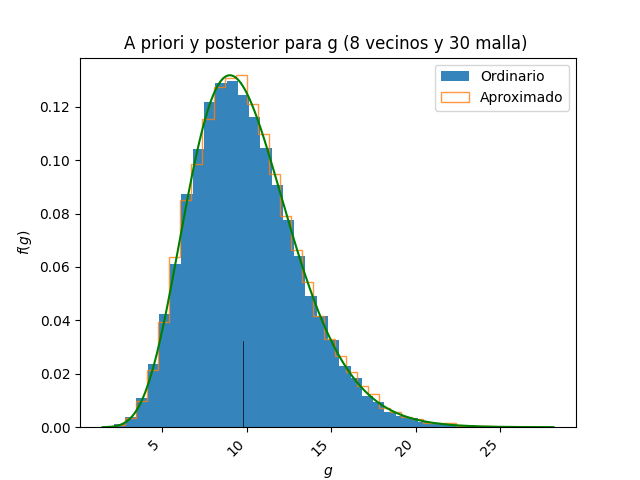 A priori y posterior para g (8 vecinos y 30 malla)
Ordinario
Aproximado
0.12
0.10
0.08
0.06
0.04
0.02
0.00
f(g)
5
10
15
20
25
g